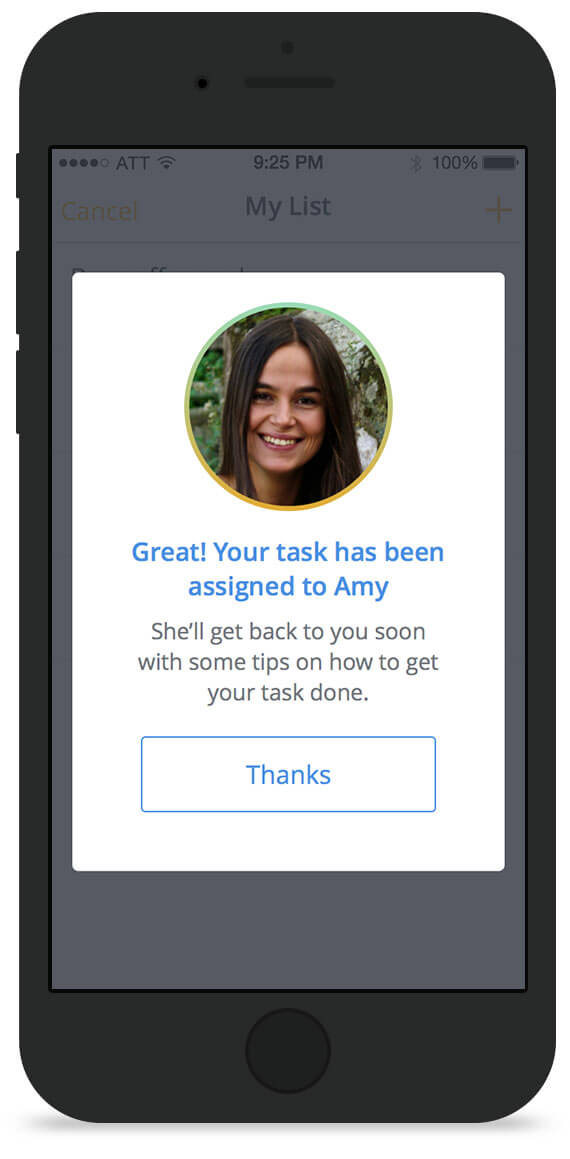 ATT 9:25 PM 100%
Cancel My List +
Great! Your task has been
assigned to Amy
She’ll get back to you soon
with some tips on how to get
your task done.
Thanks